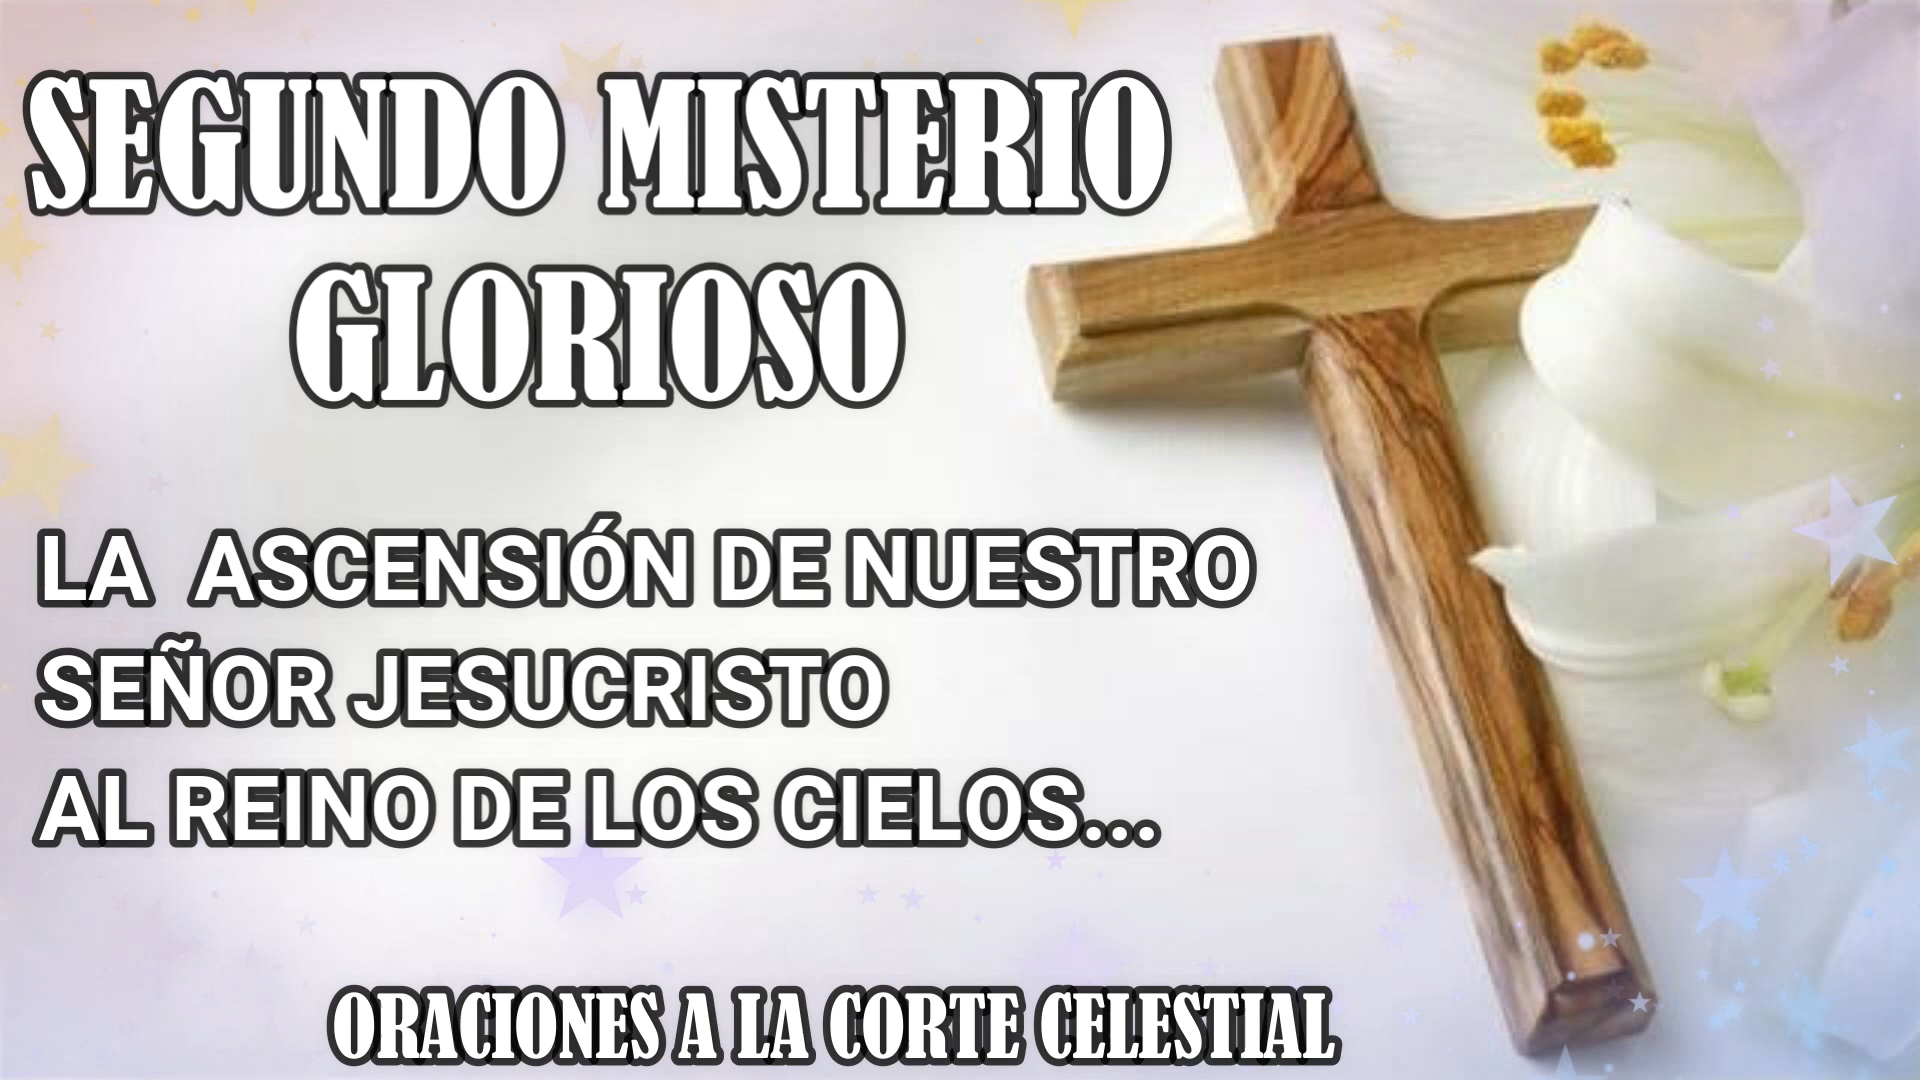 SEGUNDO MISTERIO
GLORIOSO
LA ASCENSIÓN DE NUESTRO
SEÑOR JESUCRISTO
AL REINO DE LOS CIELOS...
ORACIONES A LA CORTE CELESTIAL